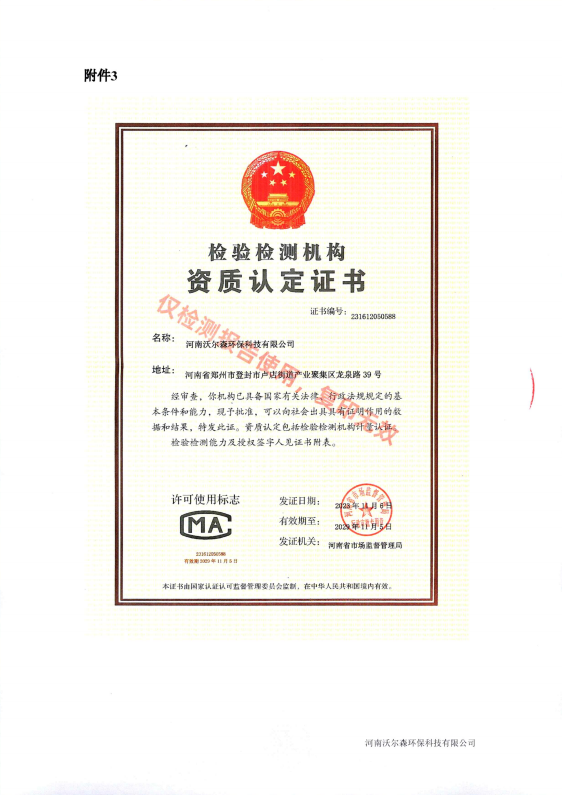 附件3
检验检测机构
资质认定证书
证书编号：231612050588
名称：河南沃尔森环保科技有限公司
地址：河南省郑州市登封市卢店街道产业聚集区龙泉路 39 号
经审查，你机构已具备国家有关法律、行政法规规定的基
本条件和能力，现予批准，可以向社会出具具有证明作用的数
据和结果，特发此证。资质认定包括检验检测机构计量认证。
检验检测能力及授权签字人见证书附表。
仅检测报告使用，复印无效
许可使用标志
MA
231612050588
有效期 2029 年 11 月 5 日
发证日期：2023 年 11 月 6 日
有效期至：2029 年 11 月 5 日
发证机关：河南省市场监督管理局
本证书由国家认证认可监督管理委员会监制，在中华人民共和国境内有效。
河南沃尔森环保科技有限公司